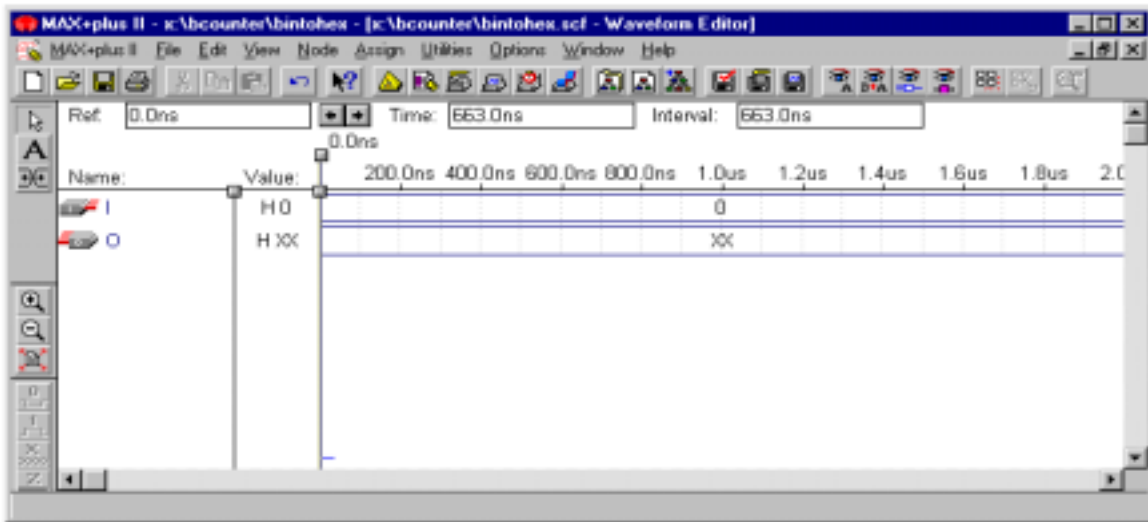 MAX+plus II - κ:\bcounter\bintohex - [κ:\bcounter\bintohex.scf - Waveform Editor]
MAX+plus II File Edit View Node Assign Utilities Options Window Help
Ref: 0.0ns Time: 663.0ns Interval: 663.0ns
0.0ns
Name: Value: 200.0ns 400.0ns 600.0ns 800.0ns 1.0us 1.2us 1.4us 1.6us 1.8us
I H 0 0
O H XX XX